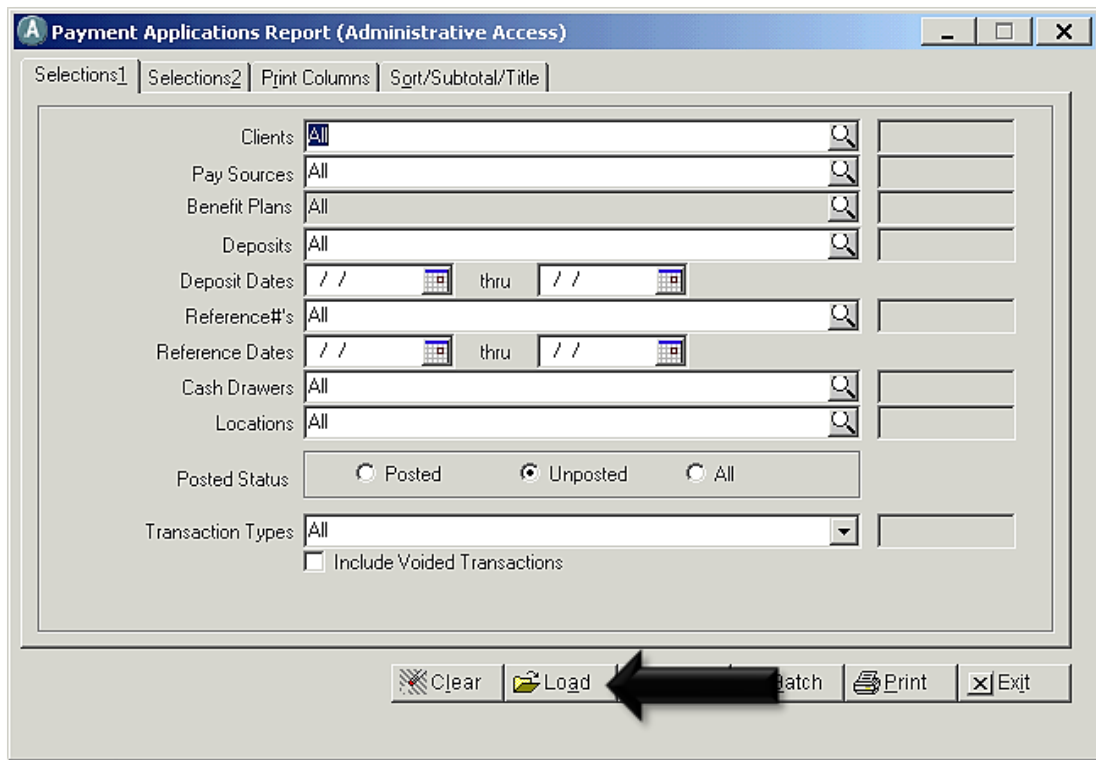 Payment Applications Report (Administrative Access)
Selections1 Selections2 Print Columns Sort/Subtotal/Title
Clients All
Pay Sources All
Benefit Plans All
Deposits All
Deposit Dates / / thru / /
Reference#'s All
Reference Dates / / thru / /
Cash Drawers All
Locations All
Posted Status Posted Unposted All
Transaction Types All
Include Voided Transactions
Clear Load Print Exit